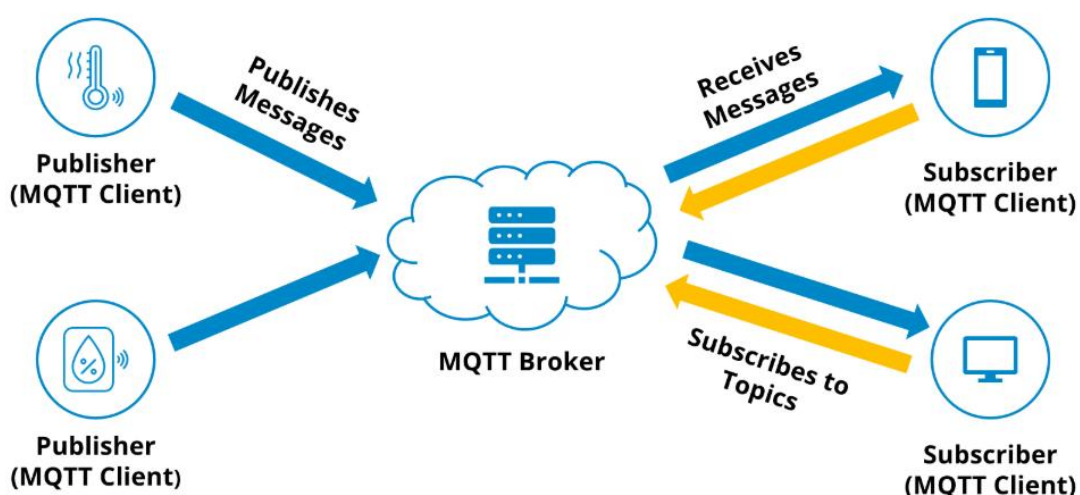 Publishes
Messages
Receives
Messages
Publisher
(MQTT Client)
Subscriber
(MQTT Client)
%
MQTT Broker
Subscribes to
Topics
Publisher
(MQTT Client)
Subscriber
(MQTT Client)